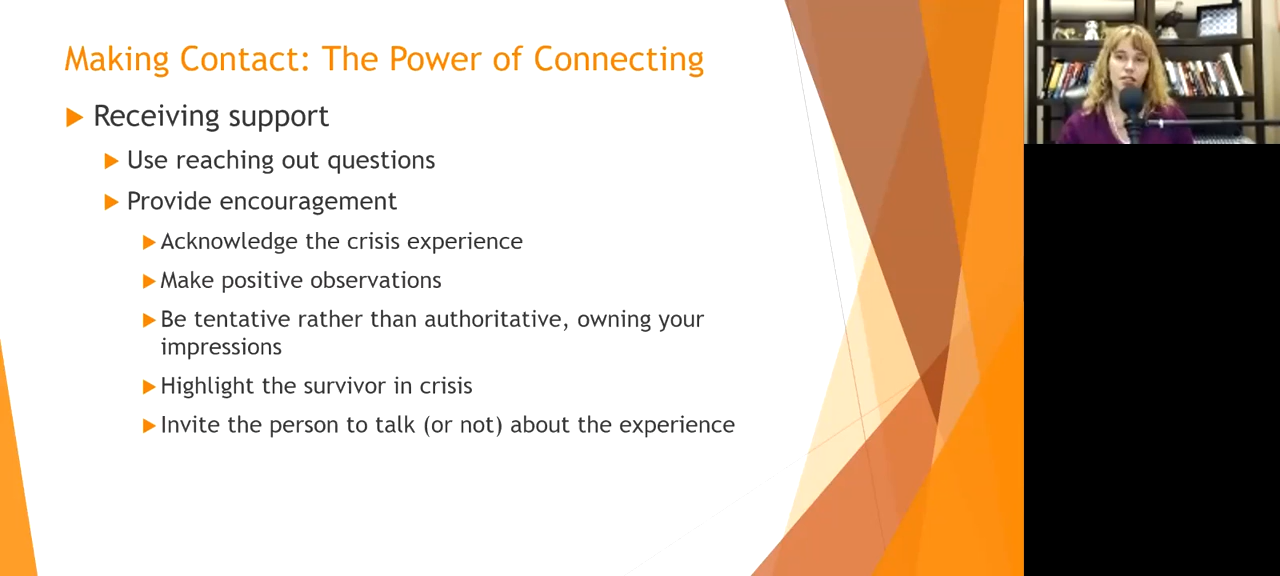 Making Contact: The Power of Connecting
Receiving support
Use reaching out questions
Provide encouragement
Acknowledge the crisis experience
Make positive observations
Be tentative rather than authoritative, owning your
impressions
Highlight the survivor in crisis
Invite the person to talk (or not) about the experience